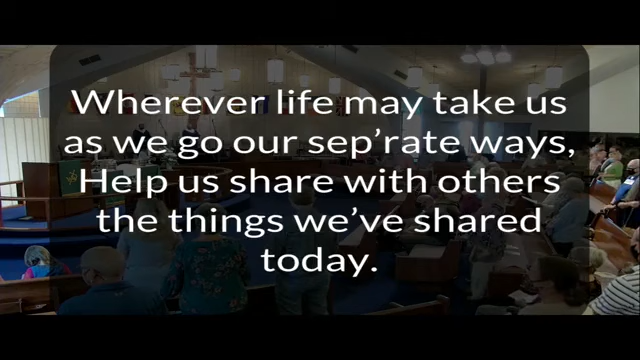 Wherever life may take us
as we go our sep’rate ways,
Help us share with others
the things we’ve shared
today.